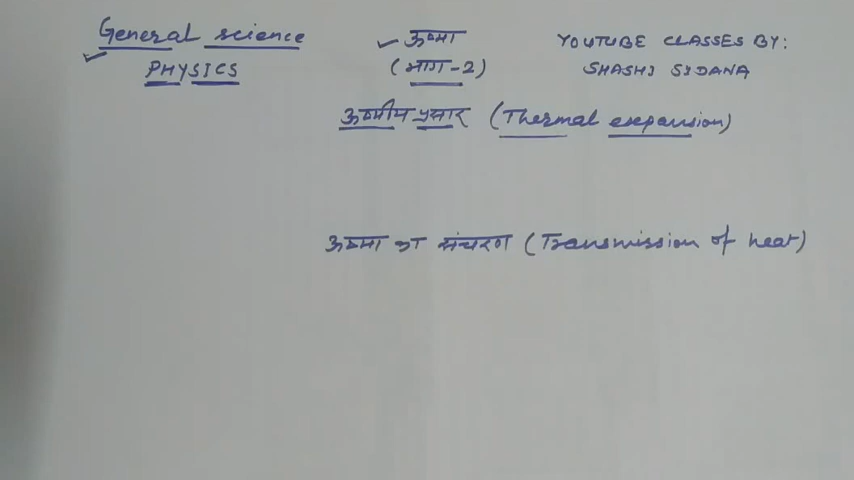 General science
PHYSICS
ऊष्मा
(भाग-2)
YOUTUBE CLASSES BY:
SHASHI SIDANA
ऊष्मीय प्रसार (Thermal expansion)
ऊष्मा का संचरण (Transmission of heat)